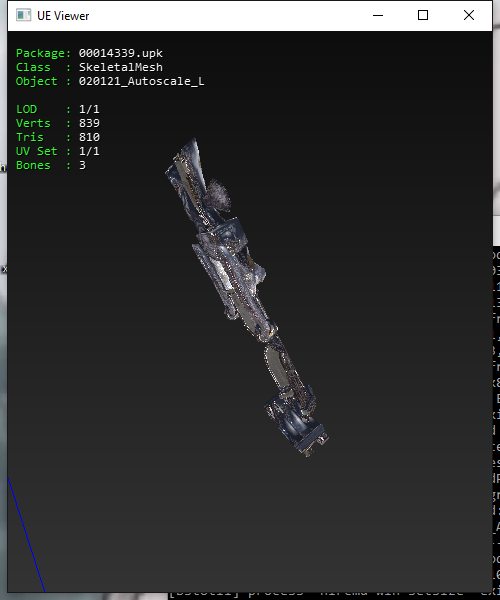 UE Viewer
Package: 00014339.upk
Class  : SkeletalMesh
Object : 020121_Autoscale_L
LOD    : 1/1
Verts  : 839
Tris   : 810
UV Set : 1/1
Bones  : 3